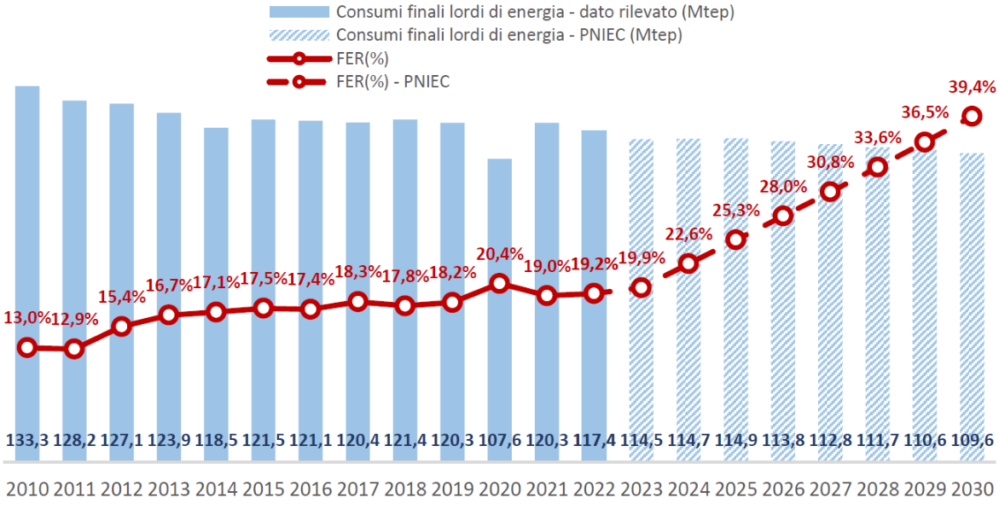 Consumi finali lordi di energia - dato rilevato (Mtep)
Consumi finali lordi di energia - PNIEC (Mtep)
FER(%)
FER(%) - PNIEC
13,0% 12,9% 15,4% 16,7% 17,1% 17,5% 17,4% 18,3% 17,8% 18,2% 20,4% 19,0% 19,2% 19,9% 22,6% 25,3% 28,0% 30,8% 33,6% 36,5% 39,4%
133,3 128,2 127,1 123,9 118,5 121,5 121,1 120,4 121,4 120,3 107,6 120,3 117,4 114,5 114,7 114,9 113,8 112,8 111,7 110,6 109,6
2010 2011 2012 2013 2014 2015 2016 2017 2018 2019 2020 2021 2022 2023 2024 2025 2026 2027 2028 2029 2030